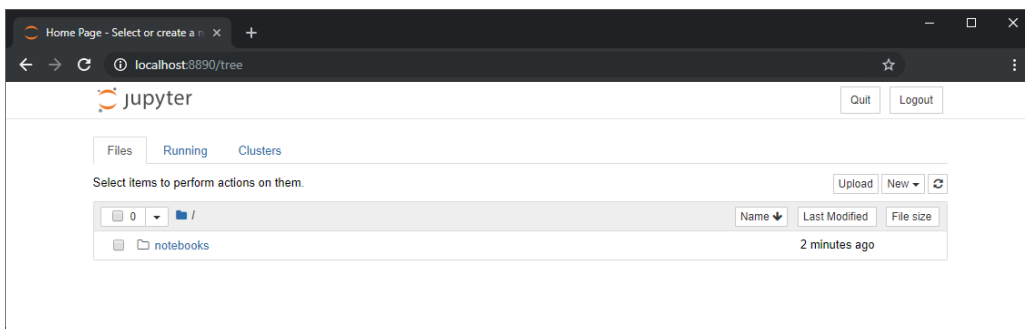 Home Page - Select or create a n
localhost:8890/tree
jupyter
Quit Logout
Files Running Clusters
Select items to perform actions on them.
Upload New
0 / Name Last Modified File size
notebooks 2 minutes ago